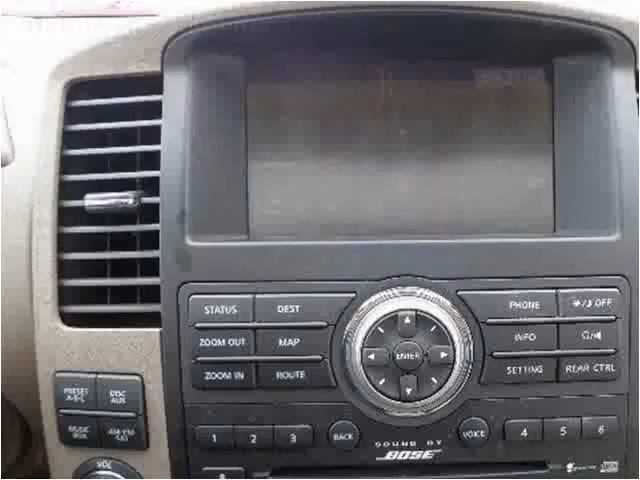 STATUS DEST
ZOOM OUT MAP
ZOOM IN ROUTE
ENTER
PHONE OFF
INFO
SETTING REAR CTRL
PRESET A·B·C DISC AUX
MUSIC BOX AM·FM SAT
VOL
1 2 3 BACK VOICE 4 5 6
SOUND BY
BOSE